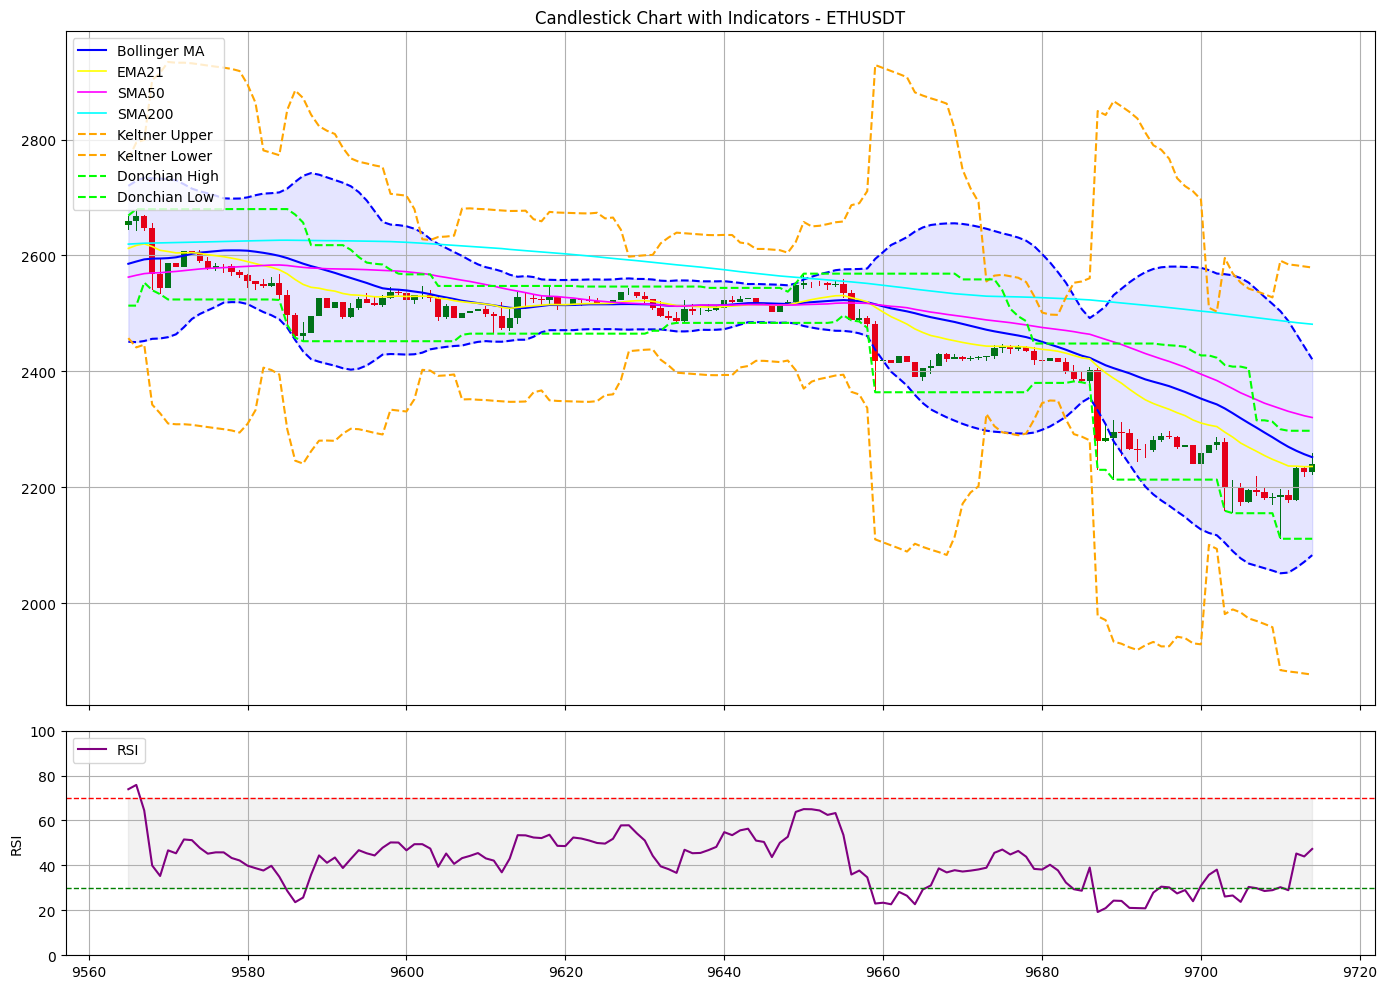 Candlestick Chart with Indicators - ETHUSDT
Bollinger MA
EMA21
SMA50
SMA200
Keltner Upper
Keltner Lower
Donchian High
Donchian Low
2800
2600
2400
2200
2000
RSI
100
80
60
40
20
0
RSI
9560 9580 9600 9620 9640 9660 9680 9700 9720